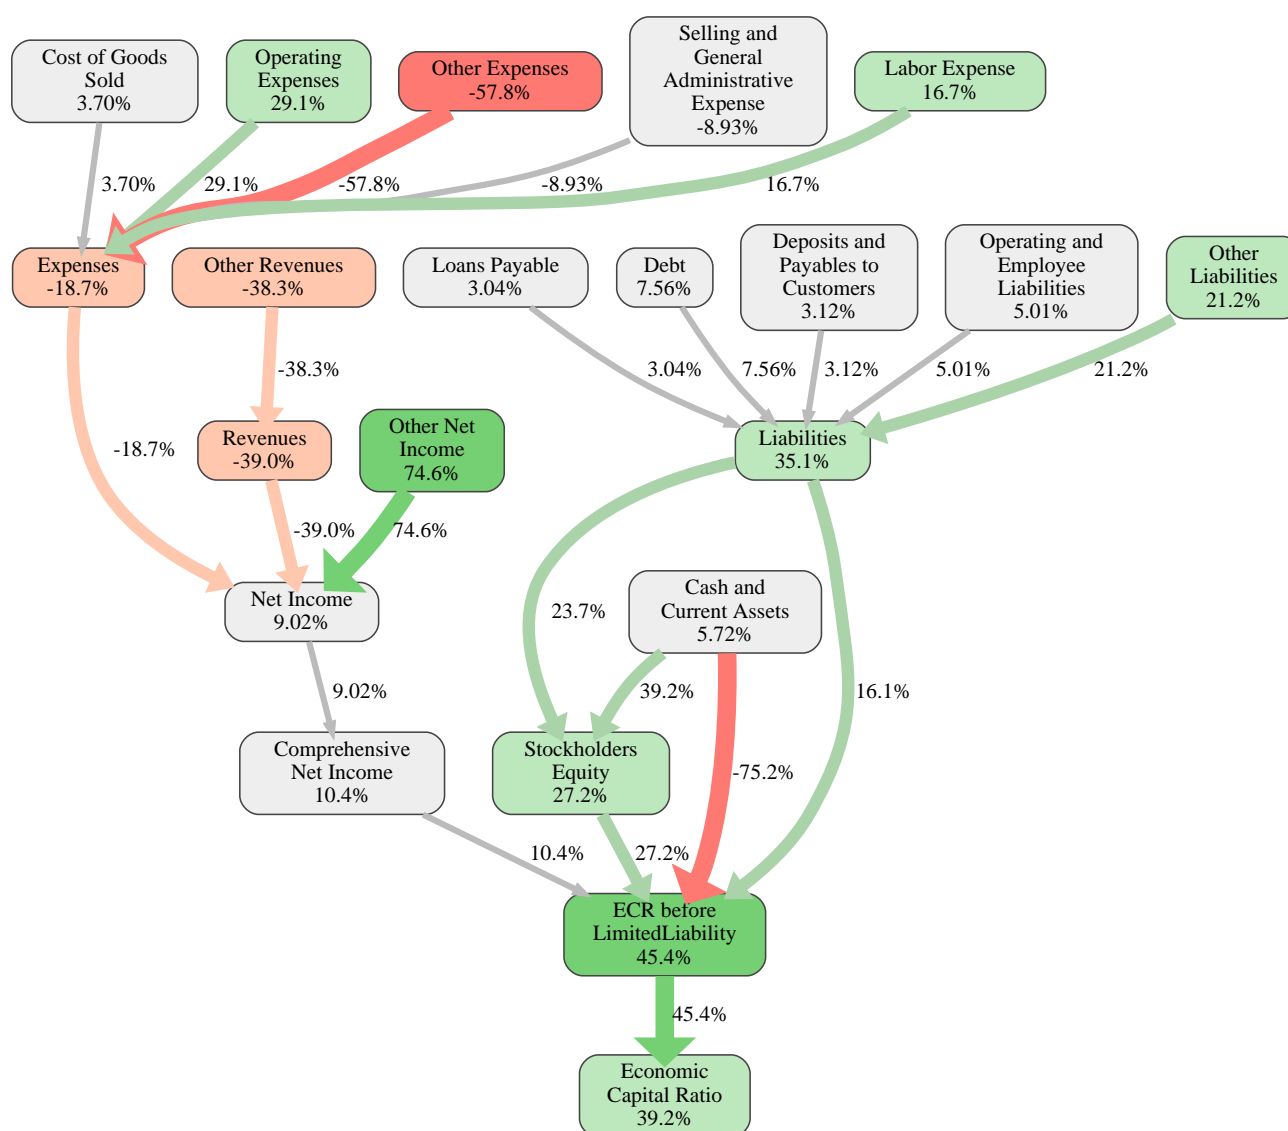 Cost of Goods
Sold
3.70%
Operating
Expenses
29.1%
Other Expenses
-57.8%
Selling and
General
Administrative
Expense
-8.93%
Labor Expense
16.7%
3.70%
29.1%
-57.8%
-8.93%
16.7%
Expenses
-18.7%
Other Revenues
-38.3%
Loans Payable
3.04%
Debt
7.56%
Deposits and
Payables to
Customers
3.12%
Operating and
Employee
Liabilities
5.01%
Other
Liabilities
21.2%
-38.3%
3.04%
7.56%
3.12%
5.01%
21.2%
-18.7%
Revenues
-39.0%
Other Net
Income
74.6%
Liabilities
35.1%
-39.0%
74.6%
Net Income
9.02%
23.7%
Cash and
Current Assets
5.72%
9.02%
39.2%
16.1%
Comprehensive
Net Income
10.4%
Stockholders
Equity
27.2%
-75.2%
10.4%
27.2%
ECR before
LimitedLiability
45.4%
45.4%
Economic
Capital Ratio
39.2%